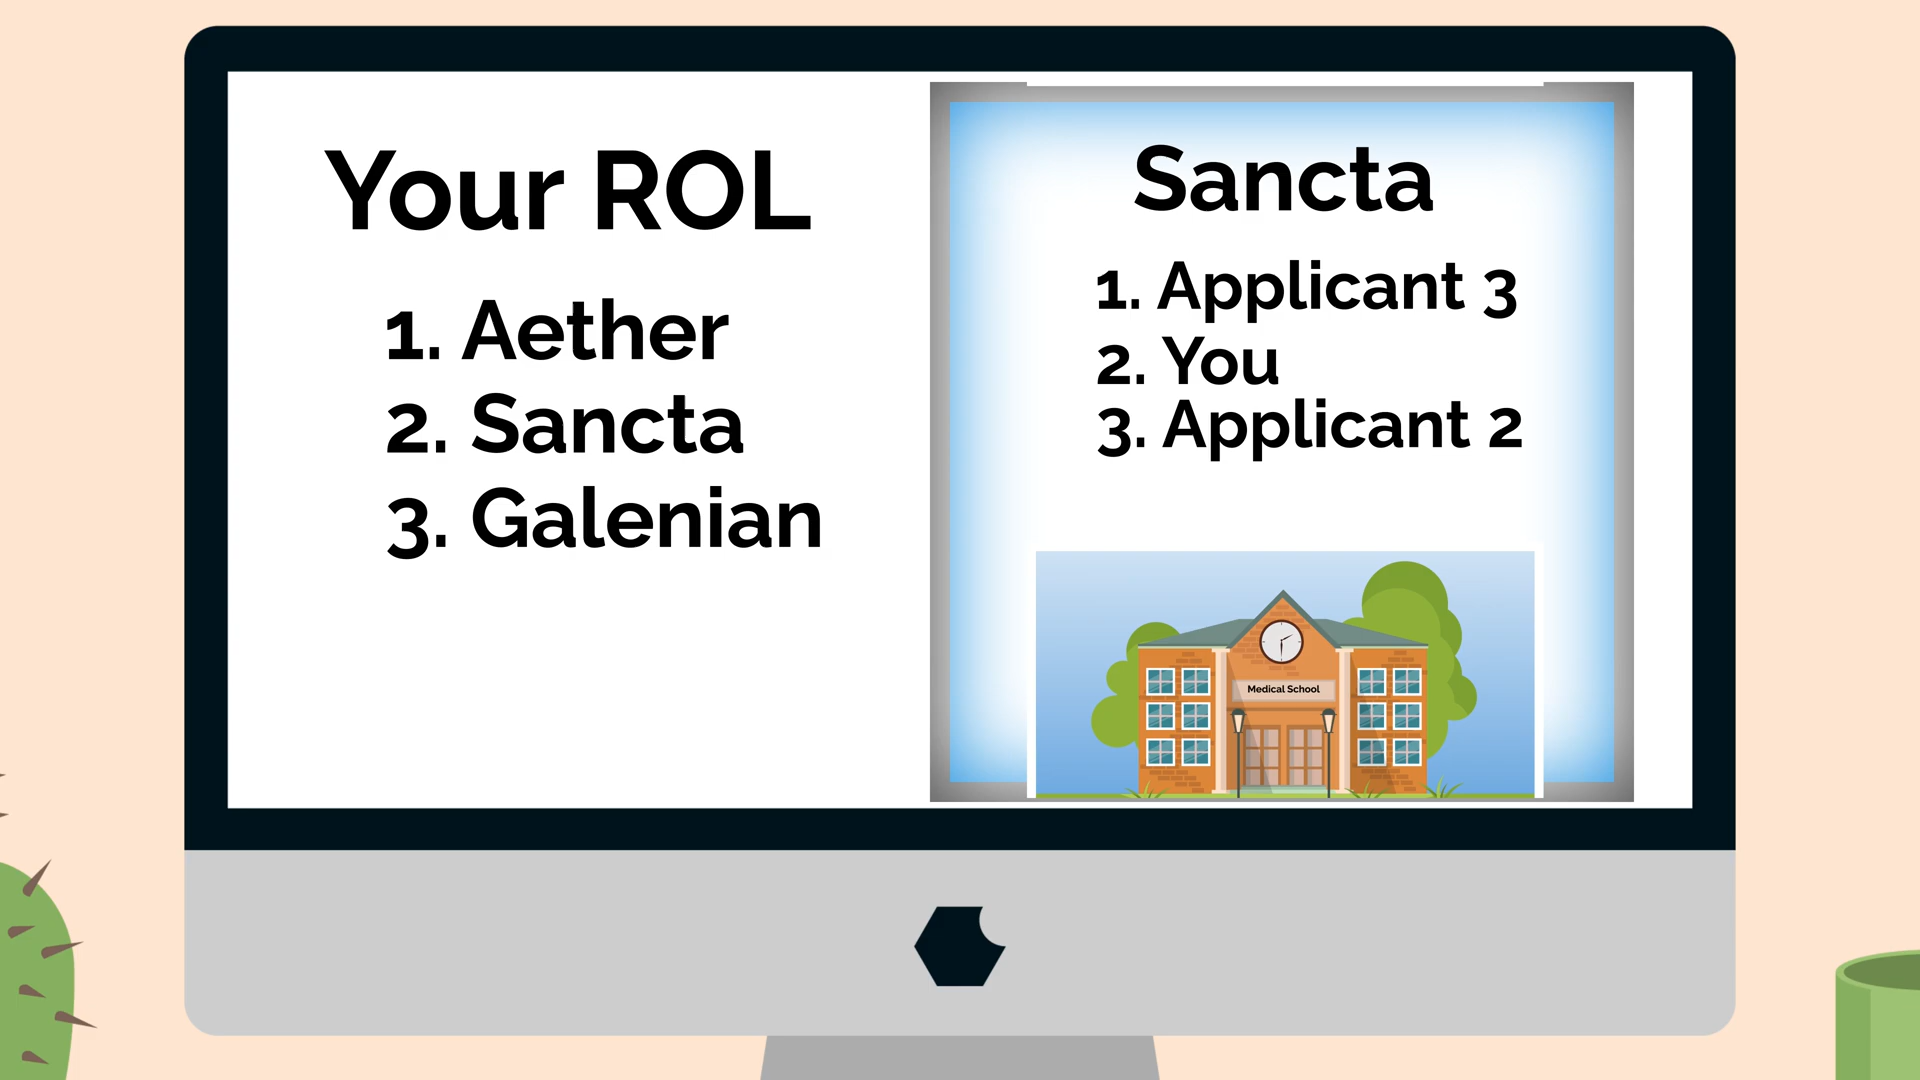 Your ROL
1. Aether
2. Sancta
3. Galenian
Sancta
1. Applicant 3
2. You
3. Applicant 2
Medical School